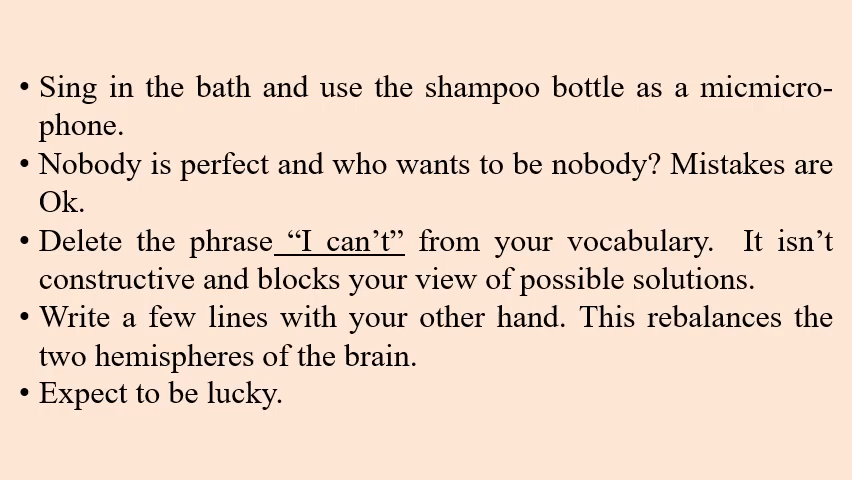 • Sing in the bath and use the shampoo bottle as a micmicro-
phone.
• Nobody is perfect and who wants to be nobody? Mistakes are
Ok.
• Delete the phrase “I can’t” from your vocabulary.  It isn’t
constructive and blocks your view of possible solutions.
• Write a few lines with your other hand. This rebalances the
two hemispheres of the brain.
• Expect to be lucky.